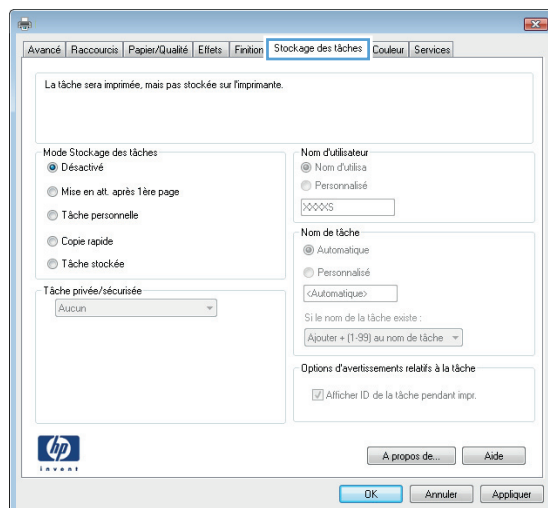 Avancé Raccourcis Papier/Qualité Effets Finition Stockage des tâches Couleur Services
La tâche sera imprimée, mais pas stockée sur l'imprimante.
Mode Stockage des tâches
Désactivé
Mise en att. après 1ère page
Tâche personnelle
Copie rapide
Tâche stockée
Tâche privée/sécurisée
Aucun
Nom d'utilisateur
Nom d'utilisa
Personnalisé
XXXXS
Nom de tâche
Automatique
Personnalisé
<Automatique>
Si le nom de la tâche existe :
Ajouter + (1-99) au nom de tâche
Options d'avertissements relatifs à la tâche
Afficher ID de la tâche pendant impr.
hp
invent
A propos de... Aide
OK Annuler Appliquer